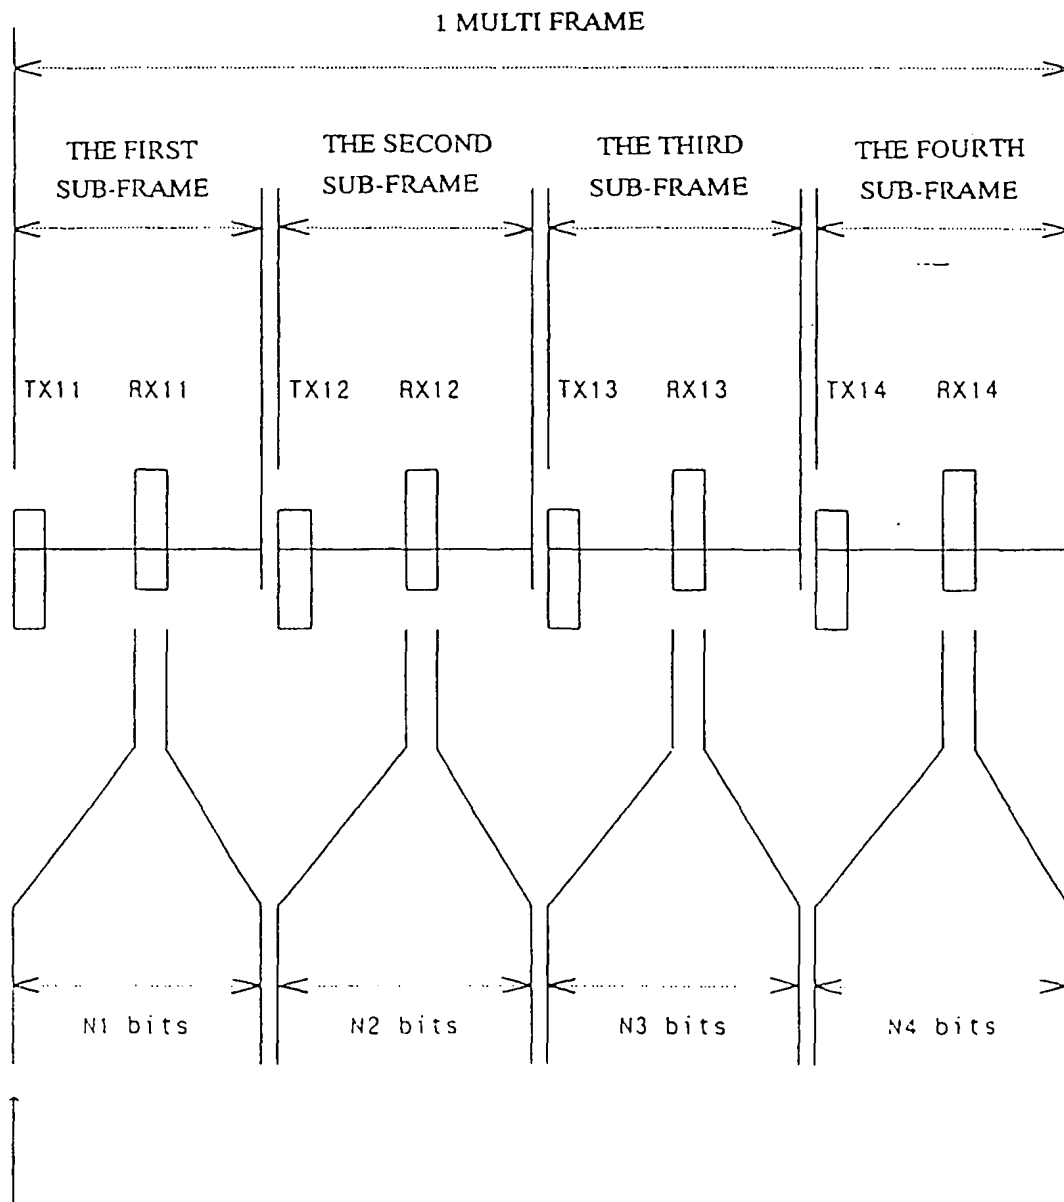 1 MULTI FRAME
THE FIRST
SUB-FRAME
THE SECOND
SUB-FRAME
THE THIRD
SUB-FRAME
THE FOURTH
SUB-FRAME
TX11 RX11 TX12 RX12 TX13 RX13 TX14 RX14
N1 bits N2 bits N3 bits N4 bits